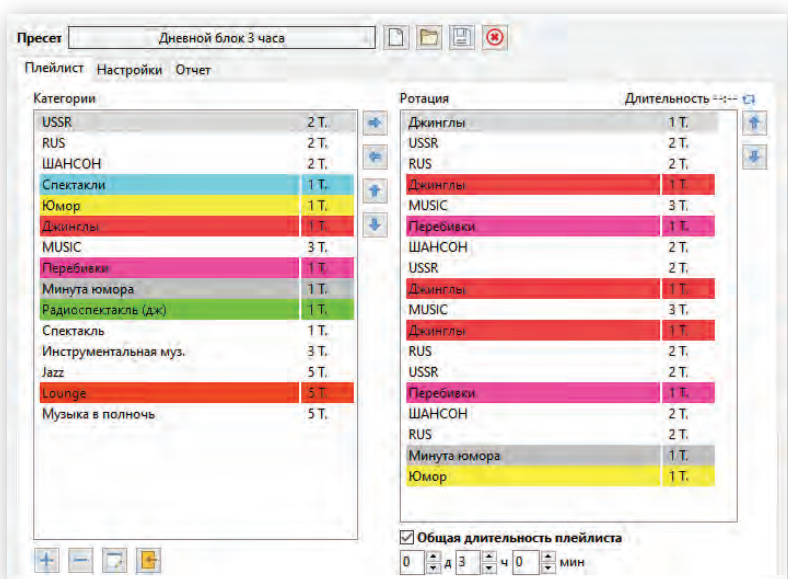 Пресет Дневной блок 3 часа
Плейлист Настройки Отчет
Категории
USSR 2 Т.
RUS 2 Т.
ШАНСОН 2 Т.
Спектакли 1 Т.
Юмор 1 Т.
Джинглы 1 Т.
MUSIC 3 Т.
Перебивки 1 Т.
Минута юмора 1 Т.
Радиоспектакль (дж) 1 Т.
Спектакль 1 Т.
Инструментальная муз. 3 Т.
Jazz 5 Т.
Lounge 5 Т.
Музыка в полночь 5 Т.
Ротация Длительность --:--
Джинглы 1 Т.
USSR 2 Т.
RUS 2 Т.
Джинглы 1 Т.
MUSIC 3 Т.
Перебивки 1 Т.
ШАНСОН 2 Т.
USSR 2 Т.
Джинглы 1 Т.
MUSIC 3 Т.
Джинглы 1 Т.
RUS 2 Т.
USSR 2 Т.
Перебивки 1 Т.
ШАНСОН 2 Т.
RUS 2 Т.
Минута юмора 1 Т.
Юмор 1 Т.
Общая длительность плейлиста
0 д 3 ч 0 мин